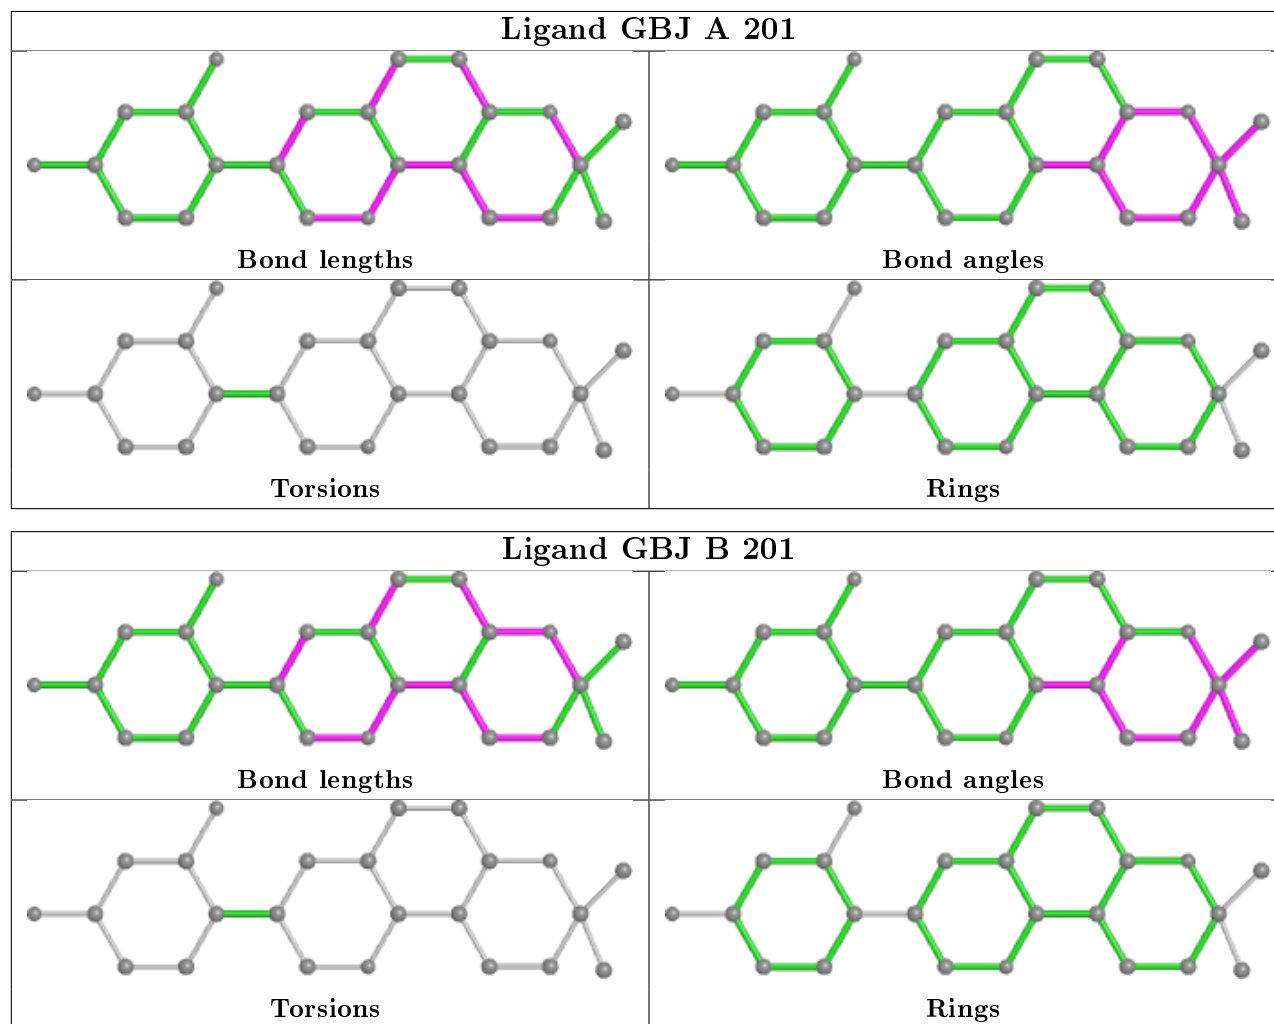 Ligand GBJ A 201
Bond lengths
Bond angles
Torsions
Rings
Ligand GBJ B 201
Bond lengths
Bond angles
Torsions
Rings